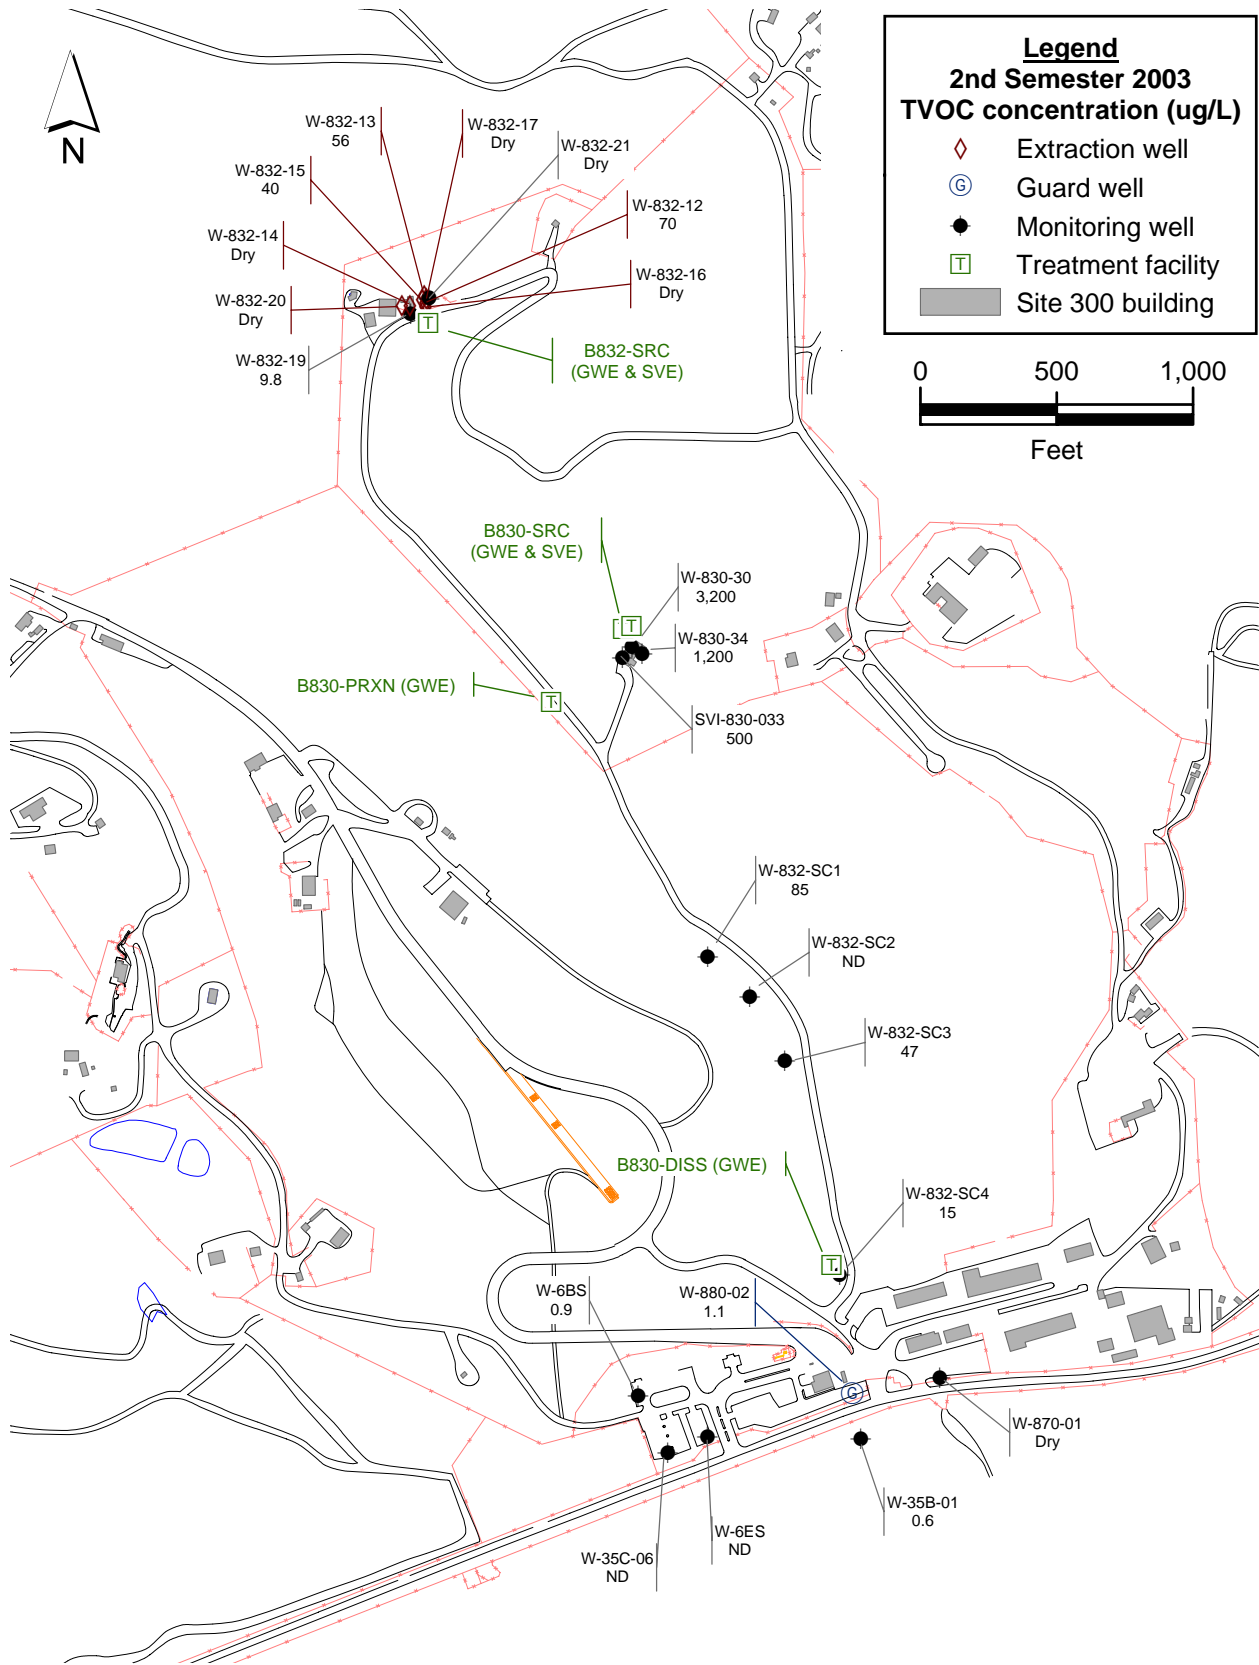 Legend
2nd Semester 2003
TVOC concentration (ug/L)
Extraction well
G
Guard well
Monitoring well
T
Treatment facility
Site 300 building
0 500 1,000
Feet
N
W-832-13
56
W-832-17
Dry
W-832-21
Dry
W-832-15
40
W-832-12
70
W-832-14
Dry
W-832-16
Dry
W-832-20
Dry
T
W-832-19
9.8
B832-SRC
(GWE & SVE)
B830-SRC
(GWE & SVE)
W-830-30
3,200
T
W-830-34
1,200
B830-PRXN (GWE)
T
SVI-830-033
500
W-832-SC1
85
W-832-SC2
ND
W-832-SC3
47
B830-DISS (GWE)
W-832-SC4
15
T
W-6BS
0.9
W-880-02
1.1
G
W-870-01
Dry
W-35B-01
0.6
W-6ES
ND
W-35C-06
ND